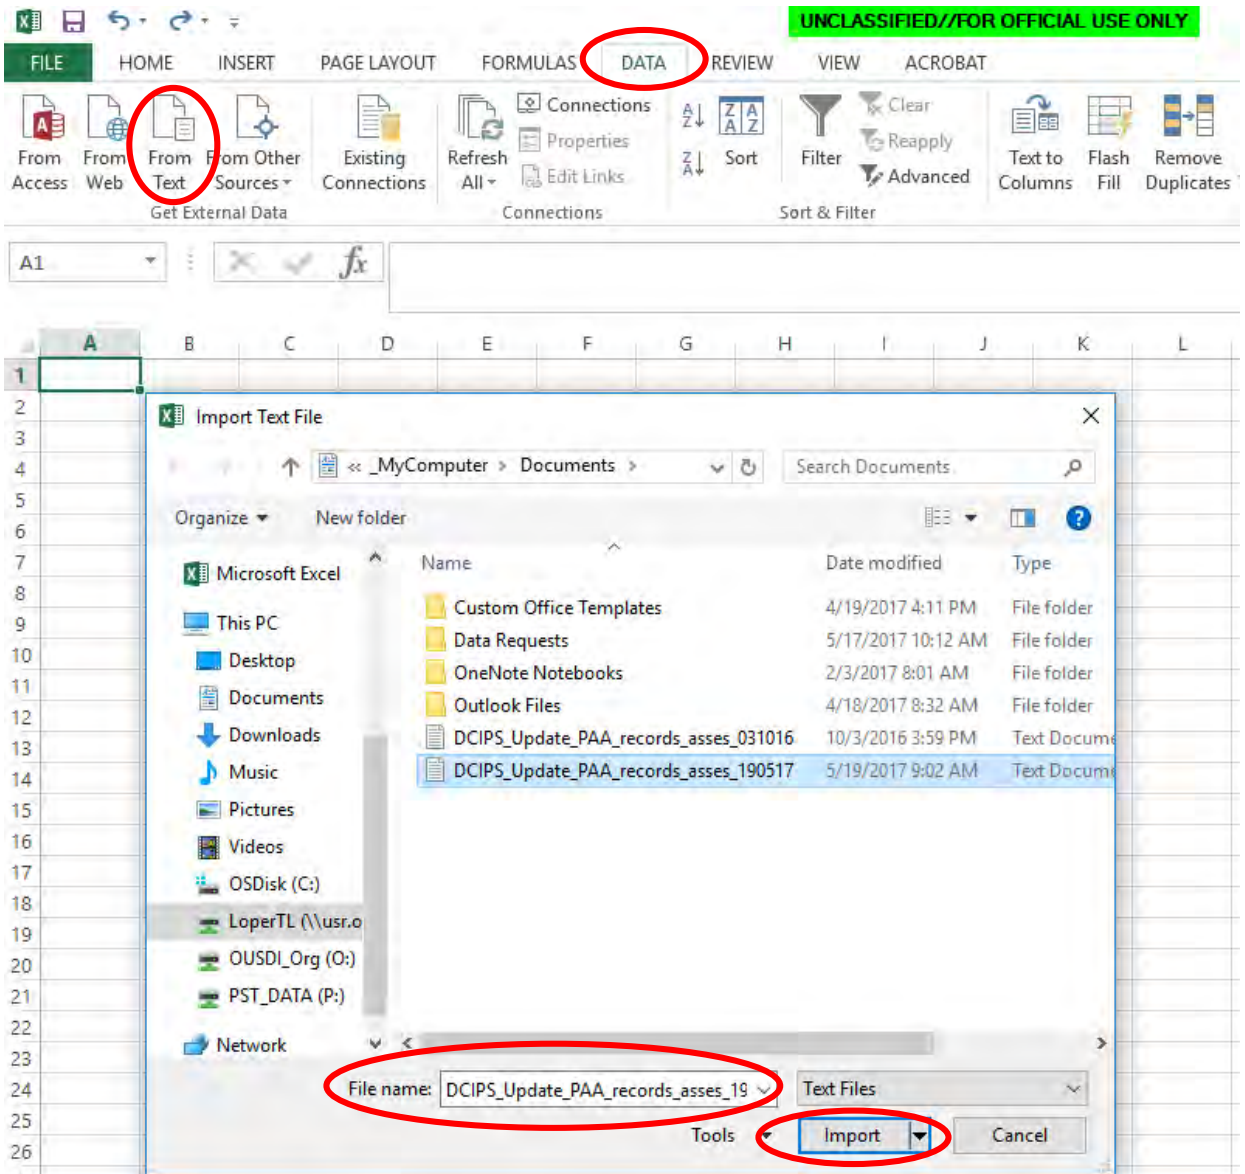 UNCLASSIFIED//FOR OFFICIAL USE ONLY
FILE HOME INSERT PAGE LAYOUT FORMULAS DATA REVIEW VIEW ACROBAT
From Access
From Web
From Text
From Other Sources
Existing Connections
Refresh All
Connections
Properties
Edit Links
Sort
Filter
Clear
Reapply
Advanced
Text to Columns
Flash Fill
Remove Duplicates
Get External Data Connections Sort & Filter
A1 fx
A B C D E F G H I J K L
1
2
3
4
5
6
7
8
9
10
11
12
13
14
15
16
17
18
19
20
21
22
23
24
25
26
Import Text File
« _MyComputer > Documents > Search Documents
Organize New folder
Name Date modified Type
Microsoft Excel
This PC
Desktop
Documents
Downloads
Music
Pictures
Videos
OSDisk (C:)
LoperTL (\\usr.o
OUSDI_Org (O:)
PST_DATA (P:)
Network
Custom Office Templates 4/19/2017 4:11 PM File folder
Data Requests 5/17/2017 10:12 AM File folder
OneNote Notebooks 2/3/2017 8:01 AM File folder
Outlook Files 4/18/2017 8:32 AM File folder
DCIPS_Update_PAA_records_asses_031016 10/3/2016 3:59 PM Text Docume
DCIPS_Update_PAA_records_asses_190517 5/19/2017 9:02 AM Text Docume
File name: DCIPS_Update_PAA_records_asses_19 Text Files
Tools Import Cancel